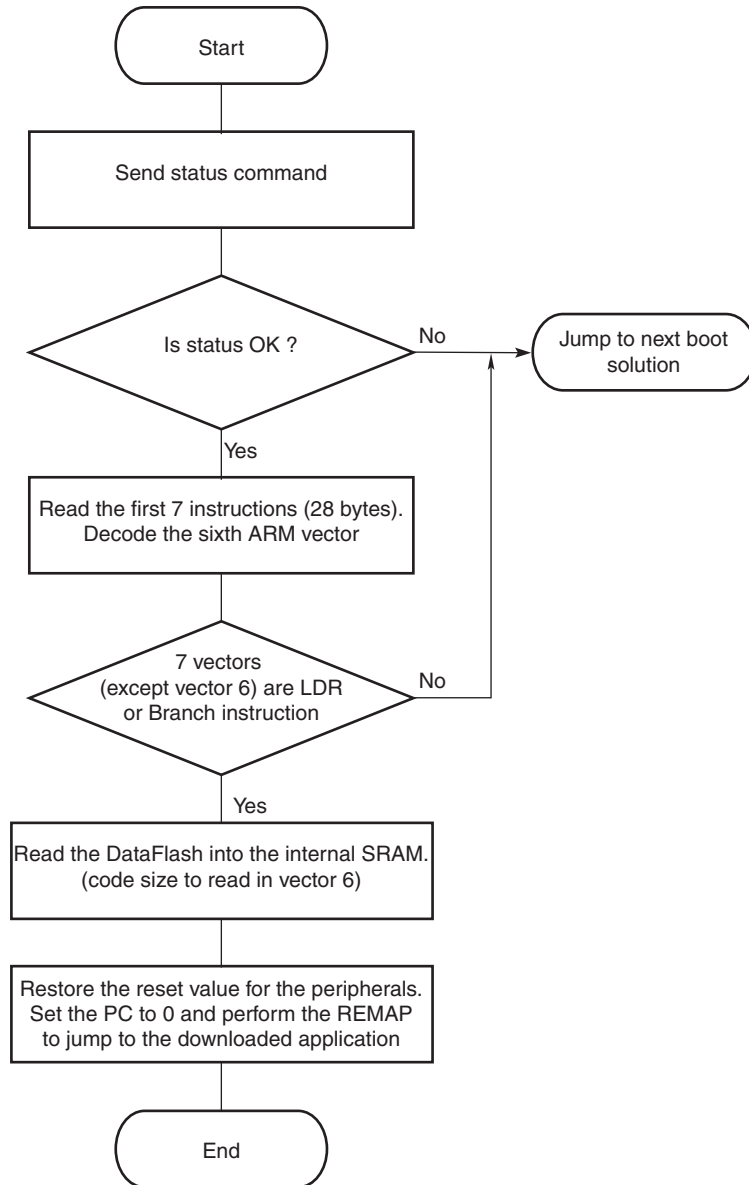 Start
Send status command
Is status OK ?
No
Jump to next boot
solution
Yes
Read the first 7 instructions (28 bytes).
Decode the sixth ARM vector
7 vectors
(except vector 6) are LDR
or Branch instruction
No
Yes
Read the DataFlash into the internal SRAM.
(code size to read in vector 6)
Restore the reset value for the peripherals.
Set the PC to 0 and perform the REMAP
to jump to the downloaded application
End